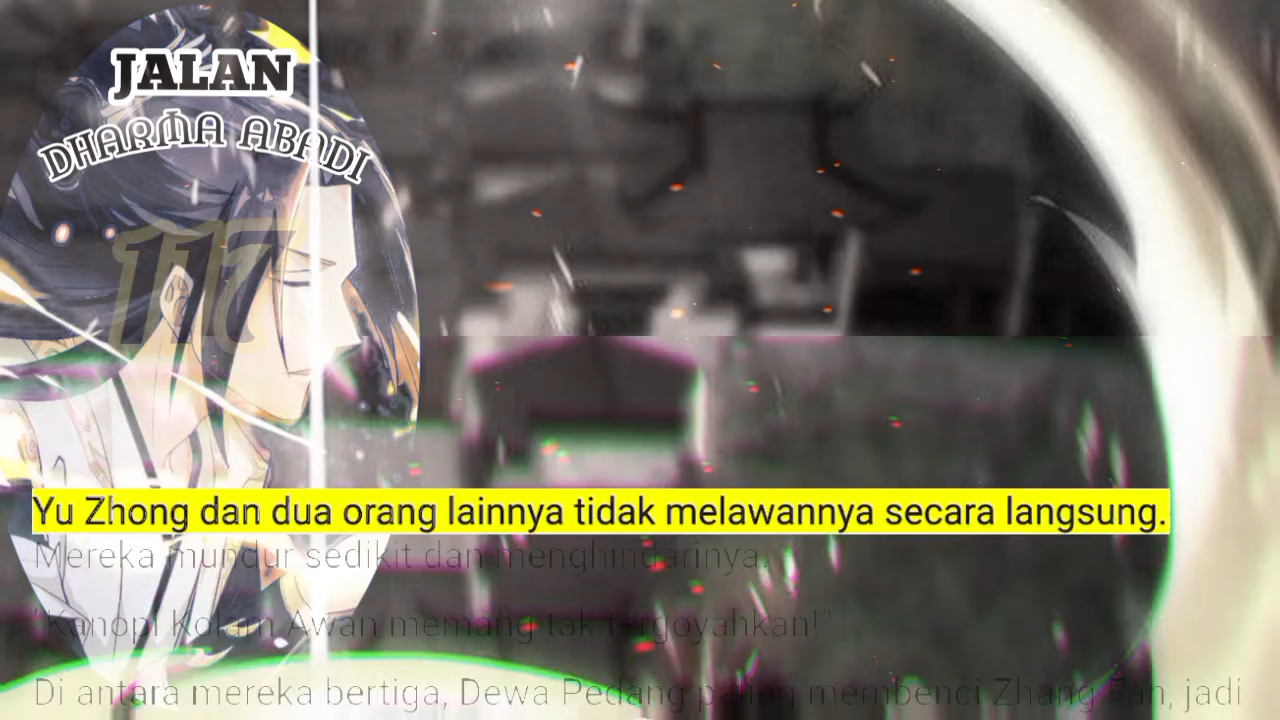 JALAN
DHARMA ABADI
117
Yu Zhong dan dua orang lainnya tidak melawannya secara langsung.
Mereka mundur sedikit dan menghindarinya.
"Kanopi Kolam Awan memang tak tergoyahkan!"
Di antara mereka bertiga, Dewa Pedang paling membenci Zhang Fan, jadi